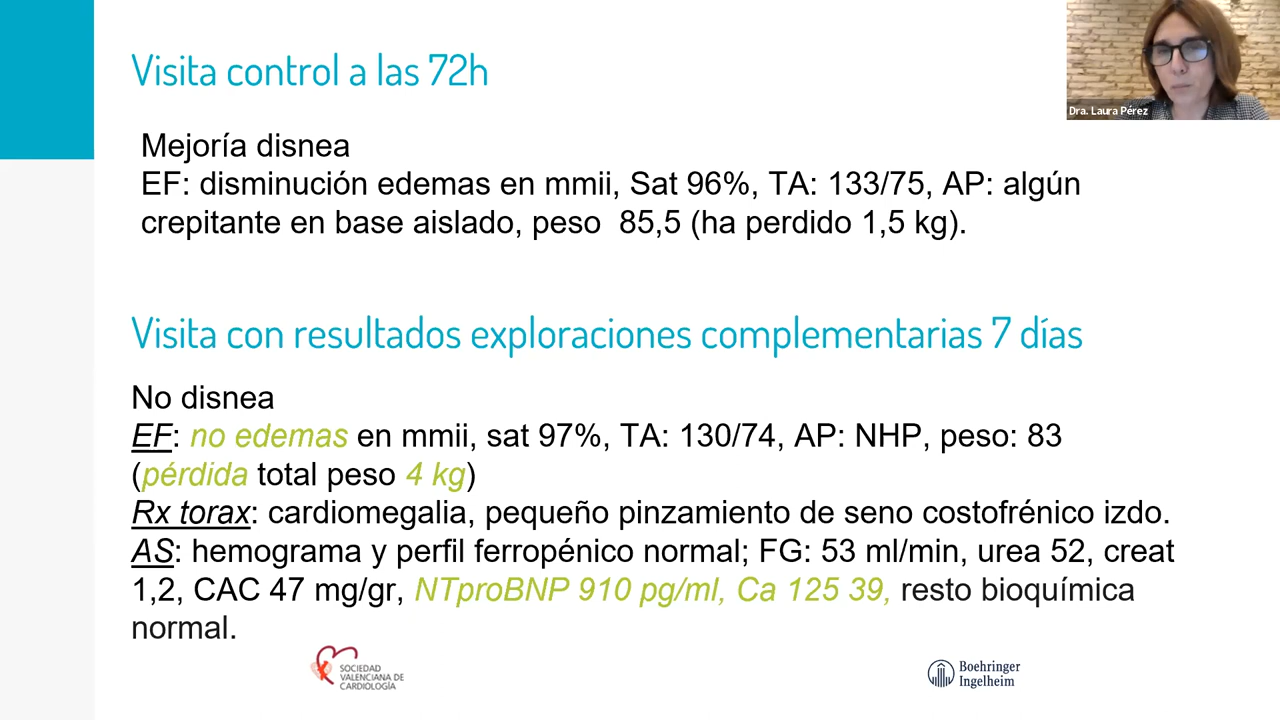 Visita control a las 72h
Dra. Laura Pérez
Mejoría disnea
EF: disminución edemas en mmii, Sat 96%, TA: 133/75, AP: algún
crepitante en base aislado, peso  85,5 (ha perdido 1,5 kg).
Visita con resultados exploraciones complementarias 7 días
No disnea
EF: no edemas en mmii, sat 97%, TA: 130/74, AP: NHP, peso: 83
(pérdida total peso 4 kg)
Rx torax: cardiomegalia, pequeño pinzamiento de seno costofrénico izdo.
AS: hemograma y perfil ferropénico normal; FG: 53 ml/min, urea 52, creat
1,2, CAC 47 mg/gr, NTproBNP 910 pg/ml, Ca 125 39, resto bioquímica
normal.
SOCIEDAD
VALENCIANA DE
CARDIOLOGÍA
Boehringer
Ingelheim